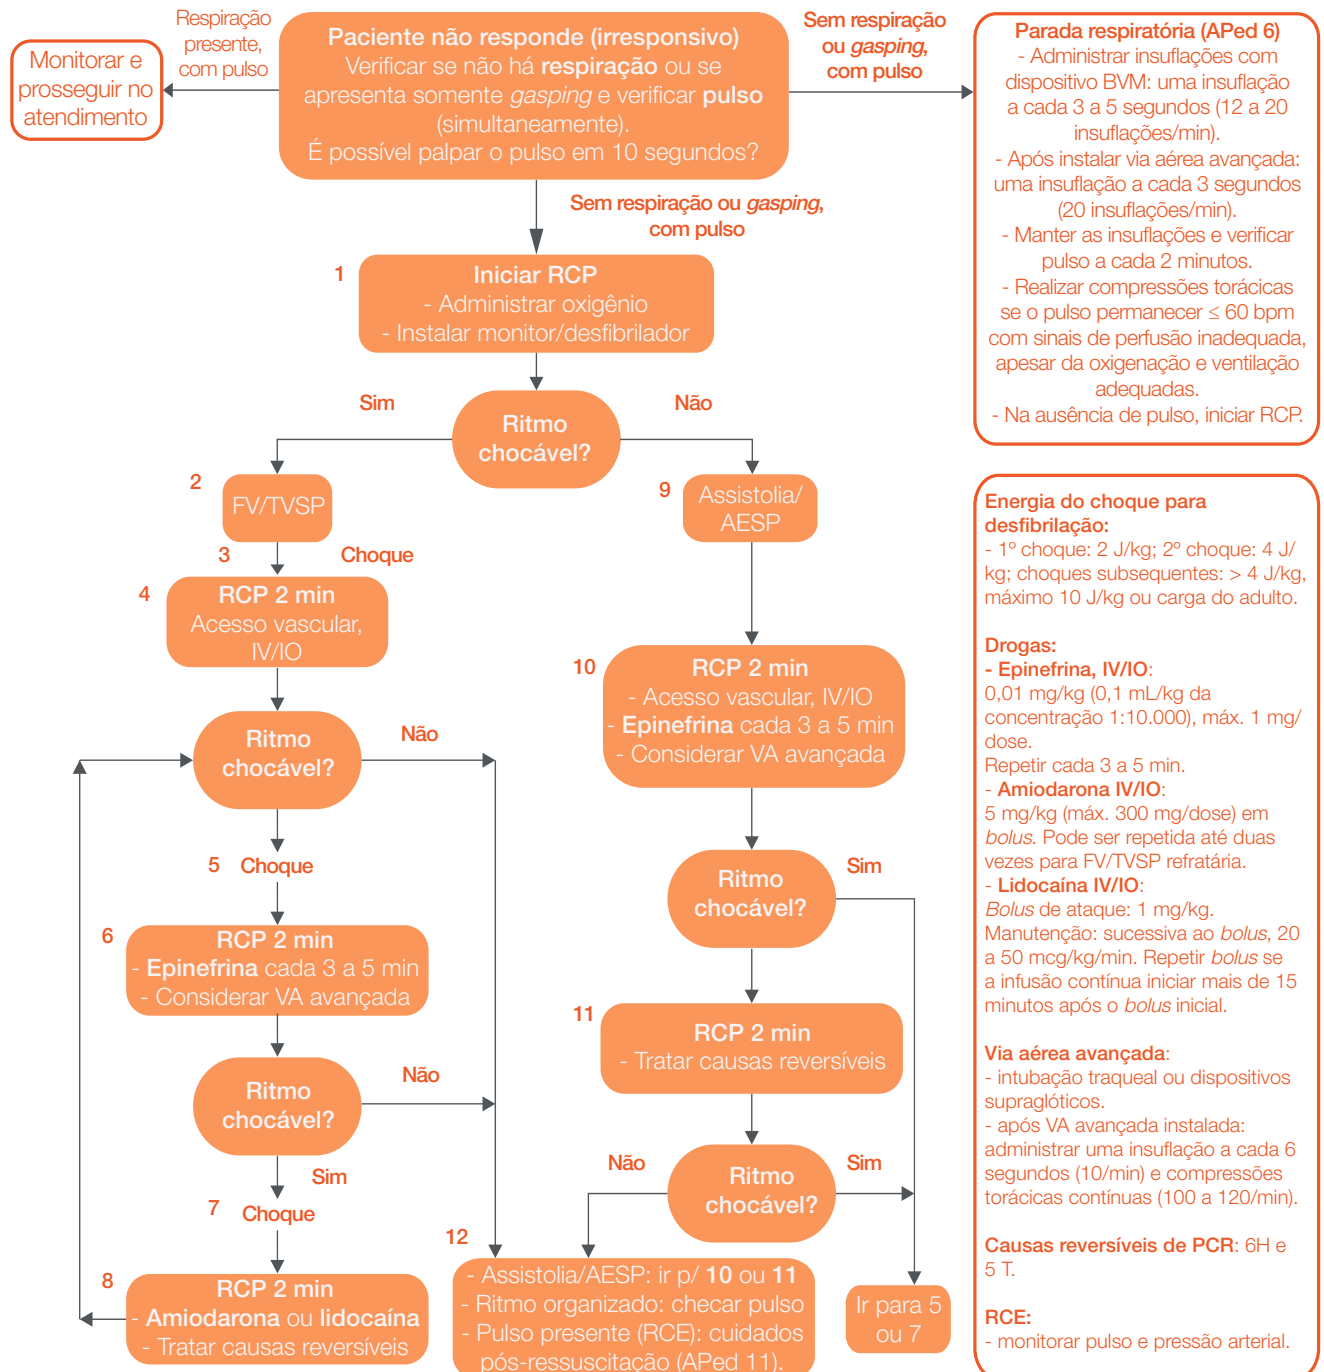 Respiração
presente,
com pulso
Monitorar e
prosseguir no
atendimento
Paciente não responde (irresponsivo)
Verificar se não há respiração ou se
apresenta somente gasping e verificar pulso
(simultaneamente).
É possível palpar o pulso em 10 segundos?
Sem respiração
ou gasping,
com pulso
Parada respiratória (APed 6)
- Administrar insuflações com
dispositivo BVM: uma insuflação
a cada 3 a 5 segundos (12 a 20
insuflações/min).
- Após instalar via aérea avançada:
uma insuflação a cada 3 segundos
(20 insuflações/min).
- Manter as insuflações e verificar
pulso a cada 2 minutos.
- Realizar compressões torácicas
se o pulso permanecer ≤ 60 bpm
com sinais de perfusão inadequada,
apesar da oxigenação e ventilação
adequadas.
- Na ausência de pulso, iniciar RCP.
Sem respiração ou gasping,
com pulso
1
Iniciar RCP
- Administrar oxigênio
- Instalar monitor/desfibrilador
Sim
Não
Ritmo
chocável?
2
FV/TVSP
3
Choque
4
RCP 2 min
Acesso vascular,
IV/IO
Ritmo
chocável?
Não
5
Choque
6
RCP 2 min
- Epinefrina cada 3 a 5 min
- Considerar VA avançada
Ritmo
chocável?
Não
Sim
7
Choque
8
RCP 2 min
- Amiodarona ou lidocaína
- Tratar causas reversíveis
9
Assistolia/
AESP
10
RCP 2 min
- Acesso vascular, IV/IO
- Epinefrina cada 3 a 5 min
- Considerar VA avançada
Ritmo
chocável?
Sim
11
RCP 2 min
- Tratar causas reversíveis
Não
Ritmo
chocável?
Sim
12
- Assistolia/AESP: ir p/ 10 ou 11
- Ritmo organizado: checar pulso
- Pulso presente (RCE): cuidados
pós-ressuscitação (APed 11).
Ir para 5
ou 7
Energia do choque para
desfibrilação:
- 1º choque: 2 J/kg; 2º choque: 4 J/
kg; choques subsequentes: > 4 J/kg,
máximo 10 J/kg ou carga do adulto.
Drogas:
- Epinefrina, IV/IO:
0,01 mg/kg (0,1 mL/kg da
concentração 1:10.000), máx. 1 mg/
dose.
Repetir cada 3 a 5 min.
- Amiodarona IV/IO:
5 mg/kg (máx. 300 mg/dose) em
bolus. Pode ser repetida até duas
vezes para FV/TVSP refratária.
- Lidocaína IV/IO:
Bolus de ataque: 1 mg/kg.
Manutenção: sucessiva ao bolus, 20
a 50 mcg/kg/min. Repetir bolus se
a infusão contínua iniciar mais de 15
minutos após o bolus inicial.
Via aérea avançada:
- intubação traqueal ou dispositivos
supraglóticos.
- após VA avançada instalada:
administrar uma insuflação a cada 6
segundos (10/min) e compressões
torácicas contínuas (100 a 120/min).
Causas reversíveis de PCR: 6H e
5 T.
RCE:
- monitorar pulso e pressão arterial.